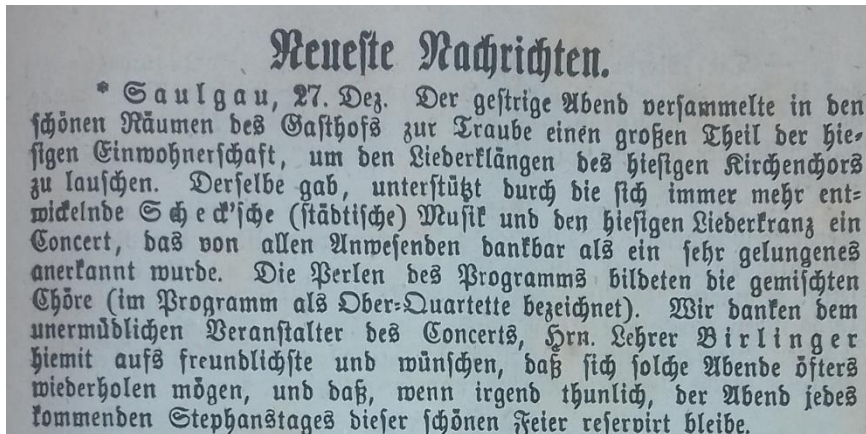 Neueste Nachrichten.
* Saulgau, 27. Dez. Der gestrige Abend versammelte in den
schönen Räumen des Gasthofs zur Traube einen großen Theil der hie-
sigen Einwohnerschaft, um den Liederklängen des hiesigen Kirchenchors
zu lauschen. Derselbe gab, unterstützt durch die sich immer mehr ent-
wickelnde Scheck'sche (städtische) Musik und den hiesigen Liederkranz ein
Concert, das von allen Anwesenden dankbar als ein sehr gelungenes
anerkannt wurde. Die Perlen des Programms bildeten die gemischten
Chöre (im Programm als Ober-Quartette bezeichnet). Wir danken dem
unermüdlichen Veranstalter des Concerts, Hrn. Lehrer Birlinger
hiemit aufs freundlichste und wünschen, daß sich solche Abende öfters
wiederholen mögen, und daß, wenn irgend thunlich, der Abend jedes
kommenden Stephanstages dieser schönen Feier reservirt bleibe.